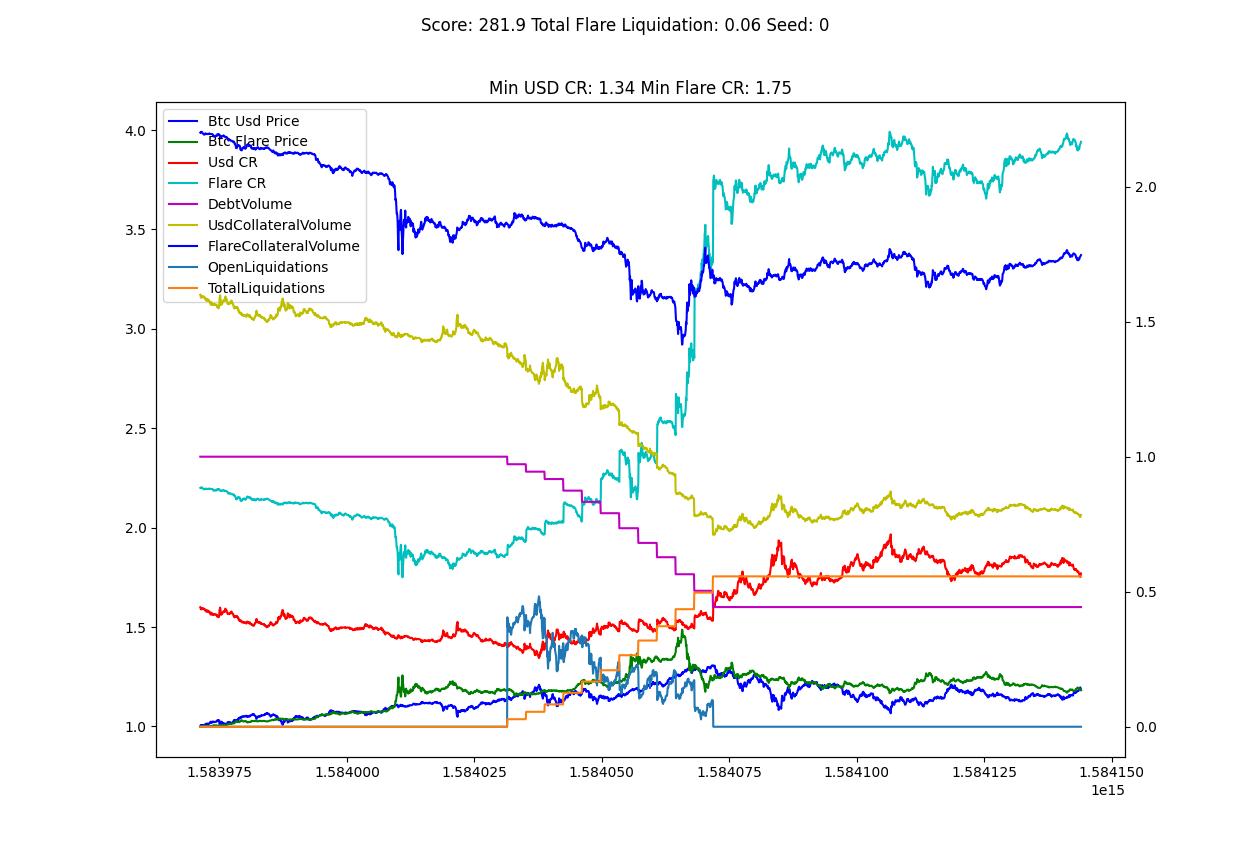 Score: 281.9 Total Flare Liquidation: 0.06 Seed: 0
Min USD CR: 1.34 Min Flare CR: 1.75
Btc Usd Price
Btc Flare Price
Usd CR
Flare CR
DebtVolume
UsdCollateralVolume
FlareCollateralVolume
OpenLiquidations
TotalLiquidations
4.0
3.5
3.0
2.5
2.0
1.5
1.0
2.0
1.5
1.0
0.5
0.0
1.583975 1.584000 1.584025 1.584050 1.584075 1.584100 1.584125 1.584150
1e15